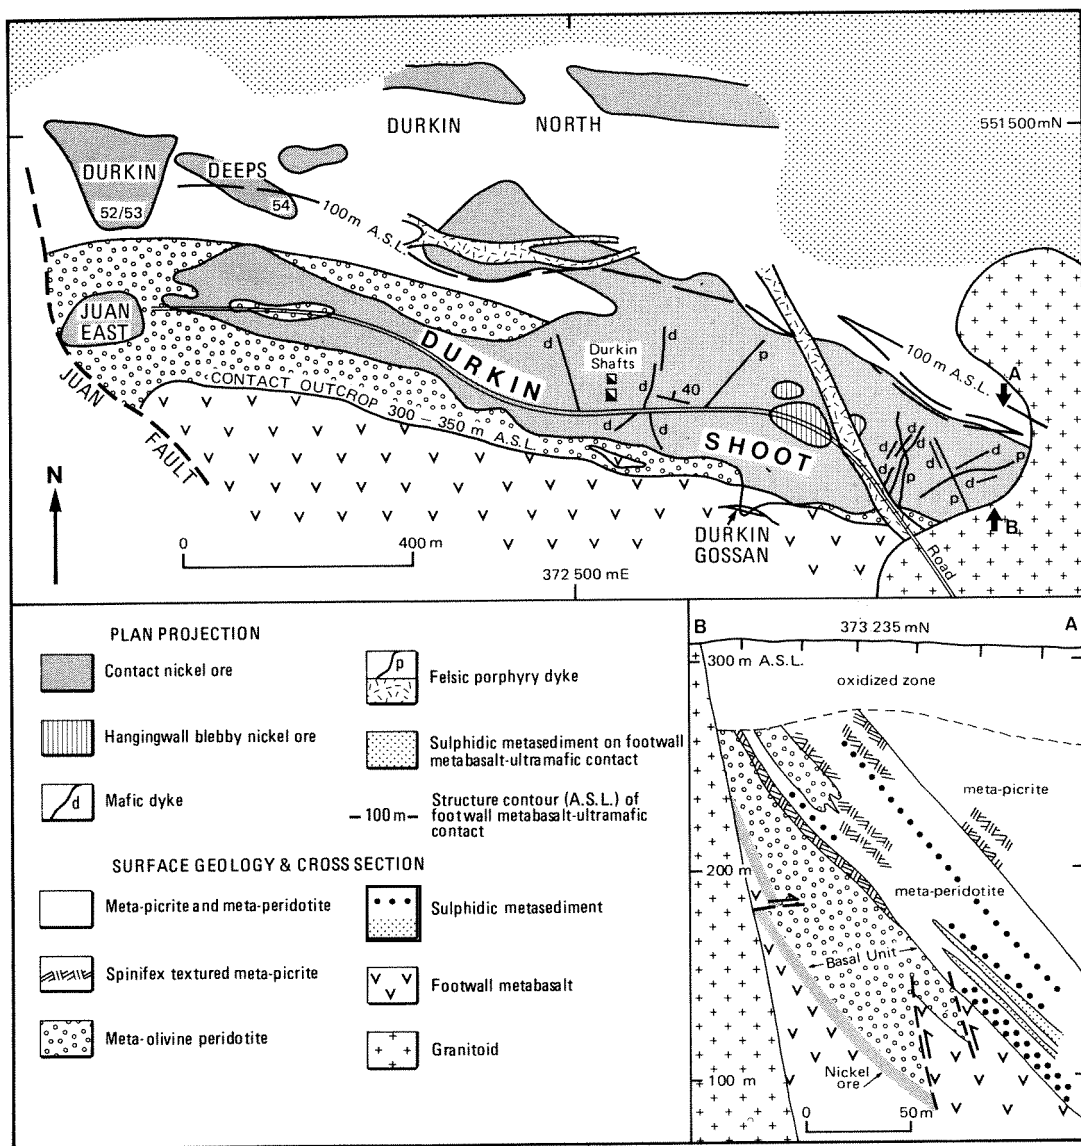 DURKIN NORTH
551 500 mN
DURKIN
52/53
DEEPS
54
100 m A.S.L.
JUAN
EAST
JUAN FAULT
CONTACT OUTCROP 300 – 350 m A.S.L.
DURKIN SHOOT
d
d
Durkin
Shafts
d
40
p
d
d
100 m A.S.L.
A
d
d
d
d
d
p
d
p
d
p
B
N
DURKIN
GOSSAN
Road
0 400 m
372 500 mE
PLAN PROJECTION
Contact nickel ore
Hangingwall blebby nickel ore
d
Mafic dyke
p
Felsic porphyry dyke
Sulphidic metasediment on footwall
metabasalt-ultramafic contact
– 100 m –
Structure contour (A.S.L.) of
footwall metabasalt-ultramafic
contact
SURFACE GEOLOGY & CROSS SECTION
Meta-picrite and meta-peridotite
Spinifex textured meta-picrite
Meta-olivine peridotite
Sulphidic metasediment
Footwall metabasalt
Granitoid
B 373 235 mN A
300 m A.S.L.
oxidized zone
meta-picrite
200 m
meta-peridotite
Basal Unit
Nickel
ore
100 m
0 50 m